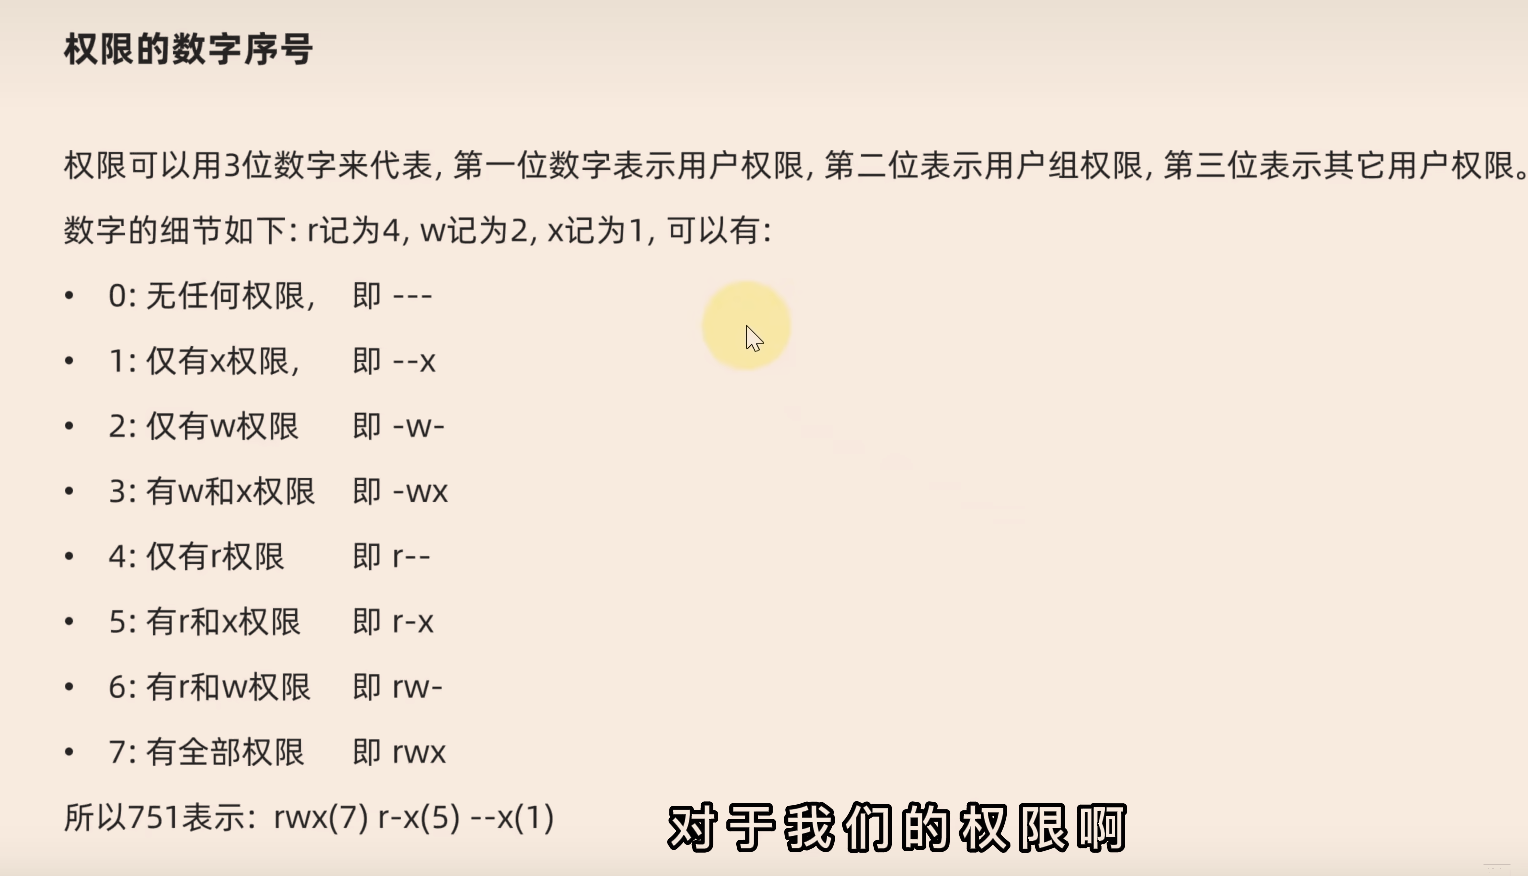 权限的数字序号
权限可以用3位数字来代表, 第一位数字表示用户权限, 第二位表示用户组权限, 第三位表示其它用户权限。
数字的细节如下: r记为4, w记为2, x记为1, 可以有:
• 0: 无任何权限, 即 ---
• 1: 仅有x权限, 即 --x
• 2: 仅有w权限 即 -w-
• 3: 有w和x权限 即 -wx
• 4: 仅有r权限 即 r--
• 5: 有r和x权限 即 r-x
• 6: 有r和w权限 即 rw-
• 7: 有全部权限 即 rwx
所以751表示: rwx(7) r-x(5) --x(1)
对于我们的权限啊